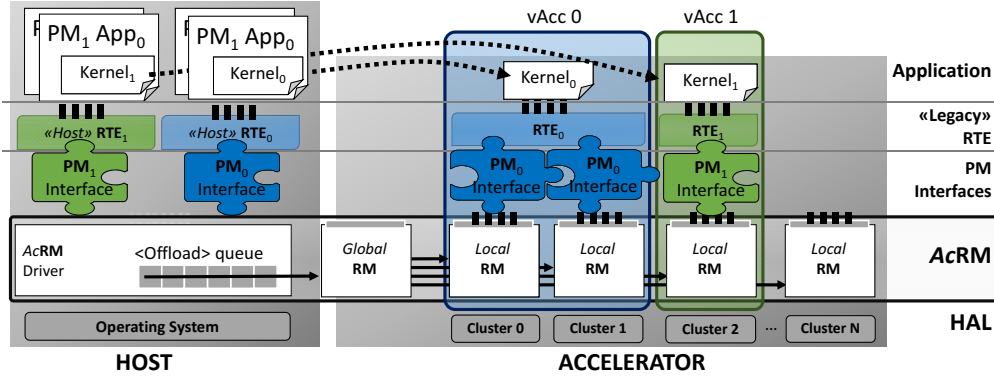 vAcc 0
vAcc 1
P
PM₁ App₀
Kernel₁
P
PM₁ App₀
Kernel₀
Kernel₀
Kernel₁
Application
«Host» RTE₁
«Host» RTE₀
RTE₀
RTE₁
«Legacy»
RTE
PM₁
Interface
PM₀
Interface
PM₀
Interface
PM₀
Interface
PM₁
Interface
PM
Interfaces
AcRM
Driver
<Offload> queue
Global
RM
Local
RM
Local
RM
Local
RM
Local
RM
AcRM
Operating System
Cluster 0
Cluster 1
Cluster 2
...
Cluster N
HAL
HOST
ACCELERATOR